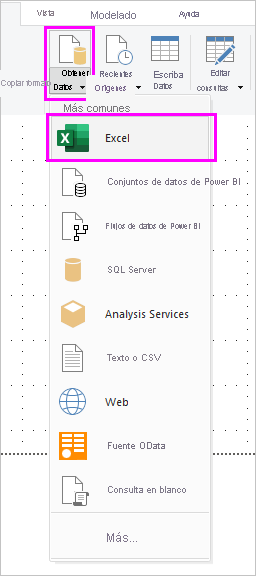 Vista Modelado Ayuda
Copiar formato
Obtener Recientes Escriba Editar
Datos Orígenes Datos consultas
Más comunes
Excel
Conjuntos de datos de Power BI
Flujos de datos de Power BI
SQL Server
Analysis Services
Texto o CSV
Web
Fuente OData
Consulta en blanco
Más...